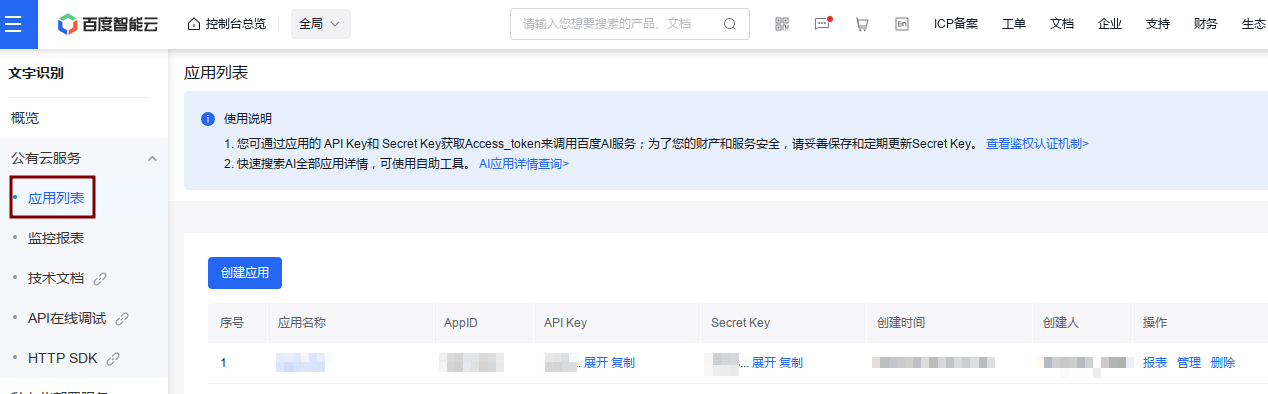 百度智能云 控制台总览 全局 请输入您想要搜索的产品、文档 En ICP备案 工单 文档 企业 支持 财务 生态
文字识别
概览
公有云服务
应用列表
监控报表
技术文档
API在线调试
HTTP SDK
应用列表
使用说明
1. 您可通过应用的 API Key和 Secret Key获取Access_token来调用百度AI服务；为了您的财产和服务安全，请妥善保存和定期更新Secret Key。 查看鉴权认证机制>
2. 快速搜索AI全部应用详情，可使用自助工具。 AI应用详情查询>
创建应用
序号 应用名称 AppID API Key Secret Key 创建时间 创建人 操作
1 ... 展开 复制 ... 展开 复制 报表 管理 删除